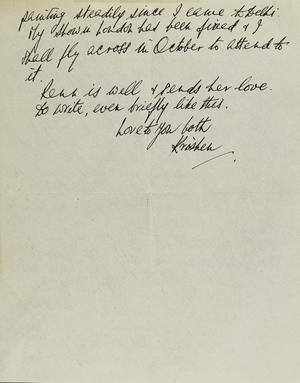 painting steadily since I came to Delhi.
My show in London has been fixed & I
shall fly across in October to attend to
it.
Renu is well & sends her love.
Do write, even briefly like this.
Love to you both
Krishen